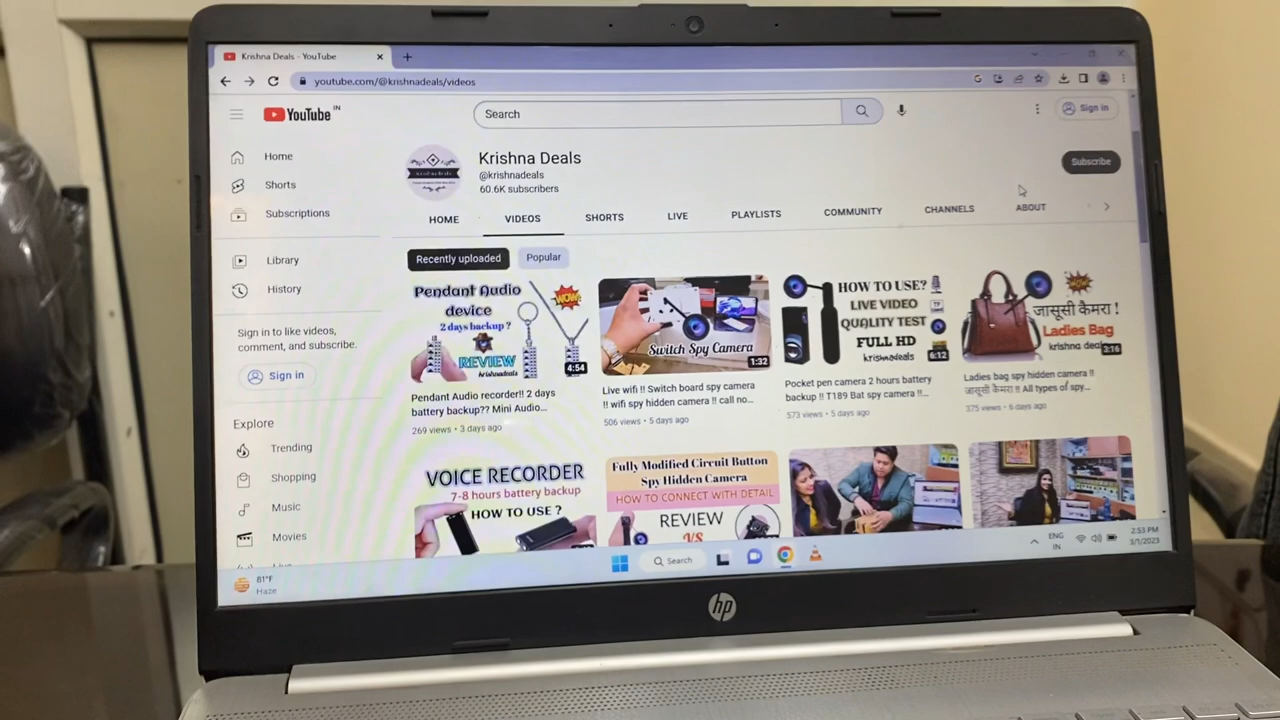 Krishna Deals - YouTube
youtube.com/@krishnadeals/videos
YouTube IN
Search
Sign in
Home
Shorts
Subscriptions
Library
History
Sign in to like videos,
comment, and subscribe.
Sign in
Explore
Trending
Shopping
Music
Movies
Krishna Deals
@krishnadeals
60.6K subscribers
Subscribe
HOME VIDEOS SHORTS LIVE PLAYLISTS COMMUNITY CHANNELS ABOUT
Recently uploaded Popular
Pendant Audio
device
2 days backup ?
WOW!
REVIEW
krishnadeals
4:54
Pendant Audio recorder!! 2 days
battery backup?? Mini Audio...
269 views • 3 days ago
Switch Spy Camera
1:32
Live wifi !! Switch board spy camera
!! wifi spy hidden camera !! call no...
506 views • 5 days ago
HOW TO USE?
LIVE VIDEO
QUALITY TEST
FULL HD
krishnadeals
6:12
Pocket pen camera 2 hours battery
backup !! T189 Bat spy camera !!...
573 views • 5 days ago
जासूसी कैमरा !
Ladies Bag
krishna
3:16
Ladies bag spy hidden camera !!
जासूसी कैमरा !! All types of spy...
375 views • 6 days ago
VOICE RECORDER
7-8 hours battery backup
HOW TO USE ?
Fully Modified Circuit Button
Spy Hidden Camera
HOW TO CONNECT WITH DETAIL
REVIEW
VS
81°F
Haze
Search
ENG
IN
2:53 PM
3/1/2023
hp